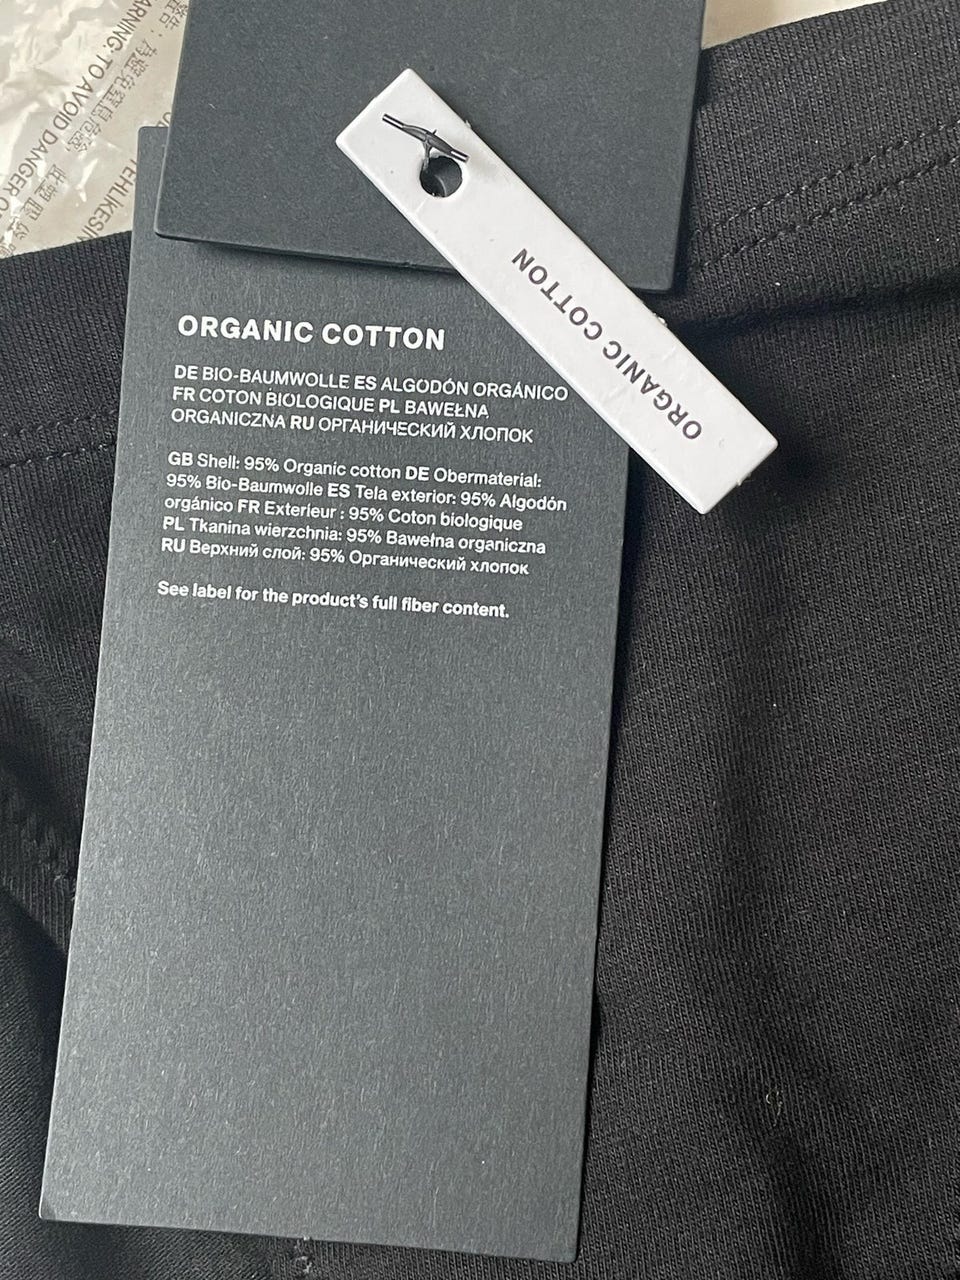 ARNING: TO AVOID DANGER O
EHLIKESIN
ORGANIC COTTON
ORGANIC COTTON
DE BIO-BAUMWOLLE ES ALGODÓN ORGÁNICO
FR COTON BIOLOGIQUE PL BAWEŁNA
ORGANICZNA RU ОРГАНИЧЕСКИЙ ХЛОПОК
GB Shell: 95% Organic cotton DE Obermaterial:
95% Bio-Baumwolle ES Tela exterior: 95% Algodón
orgánico FR Exterieur : 95% Coton biologique
PL Tkanina wierzchnia: 95% Bawełna organiczna
RU Верхний слой: 95% Органический хлопок
See label for the product's full fiber content.